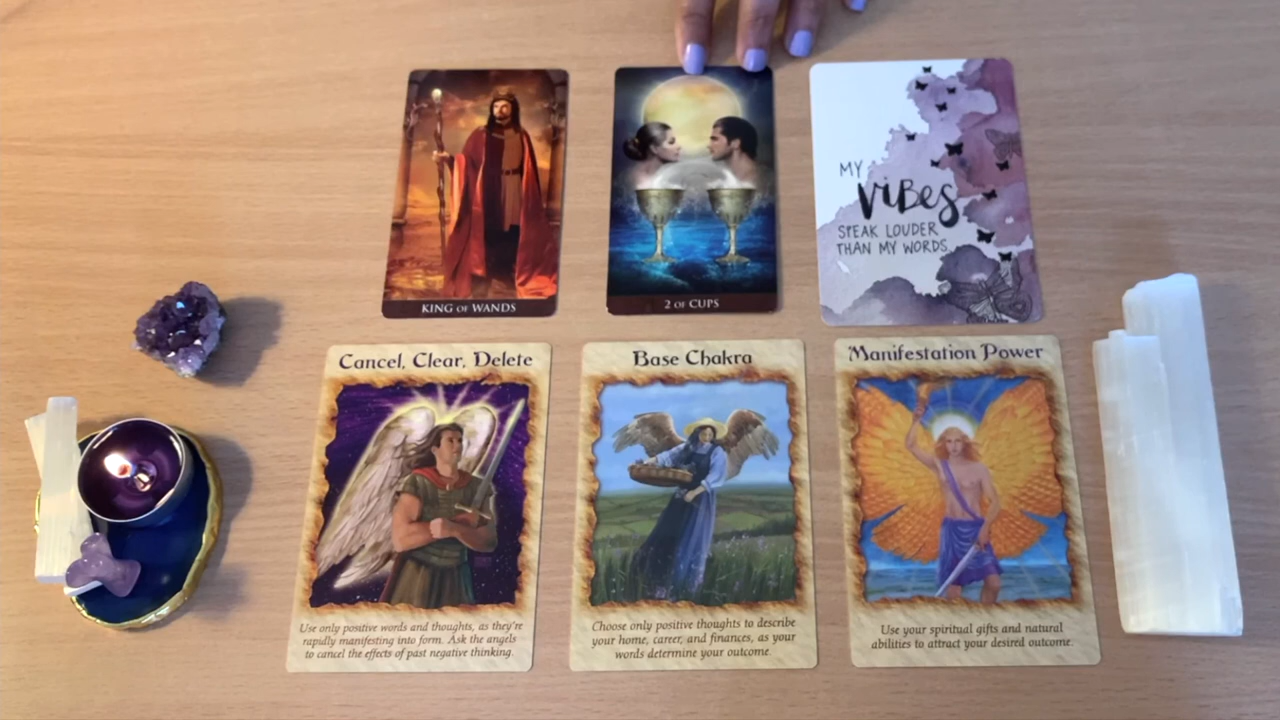 KING OF WANDS
2 OF CUPS
MY
ViBES
SPEAK LOUDER
THAN MY WORDS.
Cancel, Clear, Delete
Use only positive words and thoughts, as they're
rapidly manifesting into form. Ask the angels
to cancel the effects of past negative thinking.
Base Chakra
Choose only positive thoughts to describe
your home, career, and finances, as your
words determine your outcome.
Manifestation Power
Use your spiritual gifts and natural
abilities to attract your desired outcome.